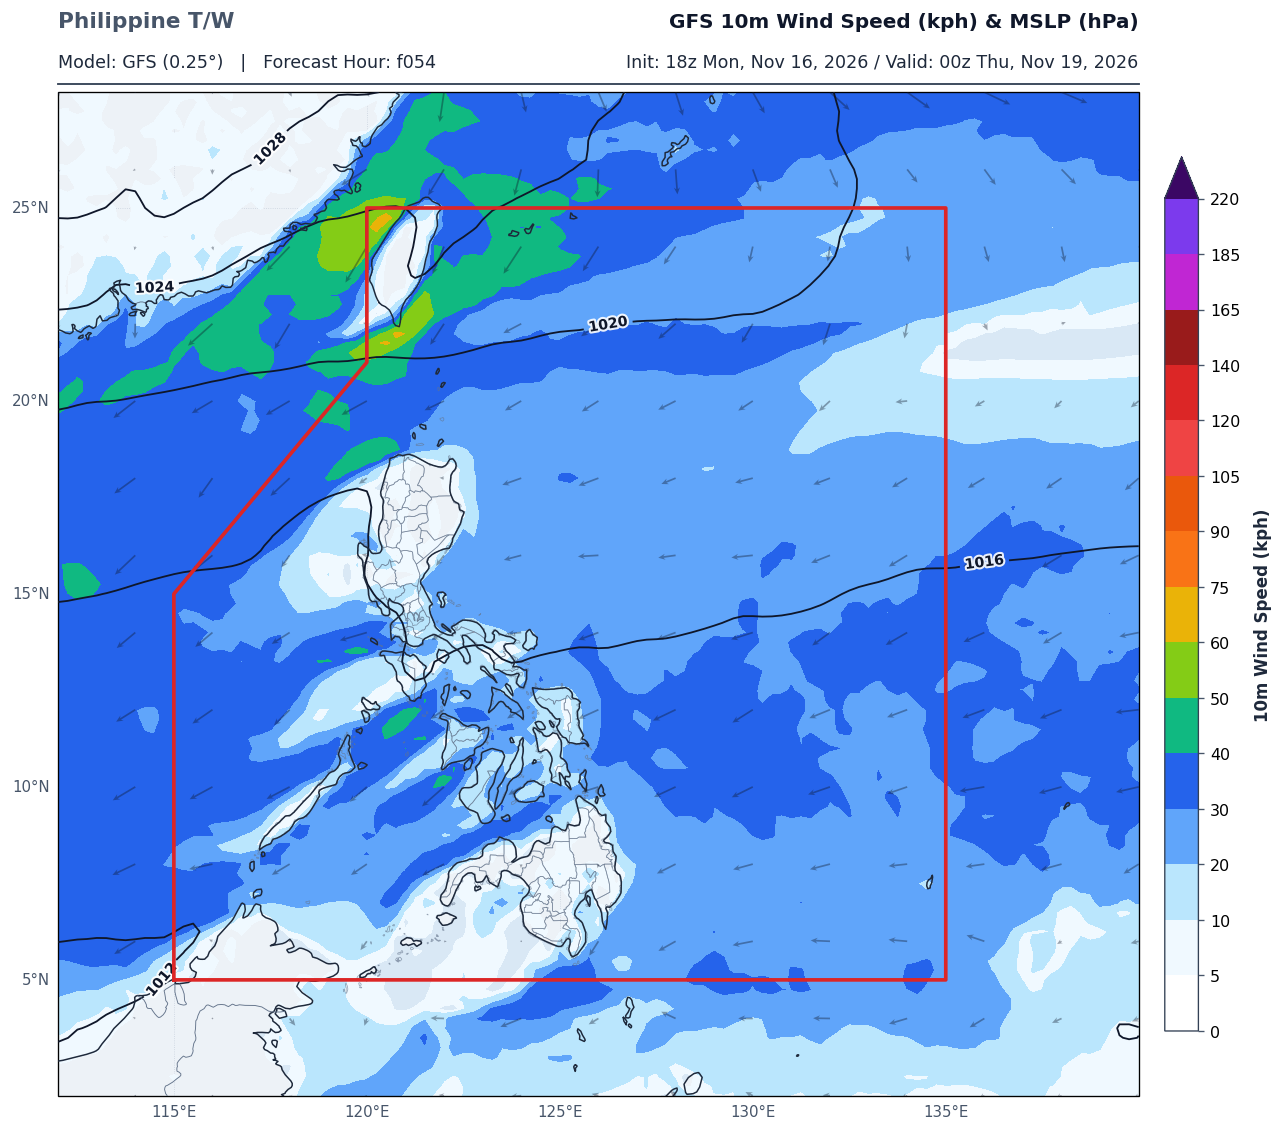 Philippine T/W
GFS 10m Wind Speed (kph) & MSLP (hPa)
Model: GFS (0.25°) | Forecast Hour: f054
Init: 18z Mon, Nov 16, 2026 / Valid: 00z Thu, Nov 19, 2026
1028
1024
1020
1016
1012
25°N
20°N
15°N
10°N
5°N
115°E
120°E
125°E
130°E
135°E
220
185
165
140
120
105
90
75
60
50
40
30
20
10
5
0
10m Wind Speed (kph)